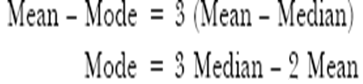 Mean – Mode = 3 (Mean – Median)
Mode = 3 Median – 2 Mean